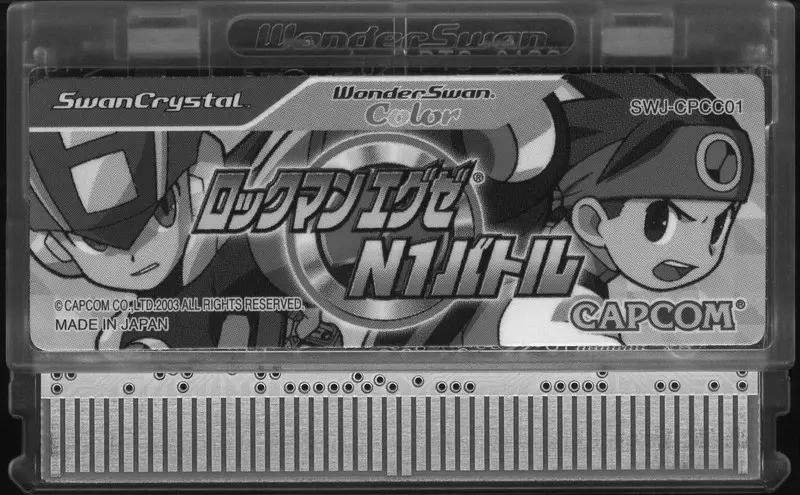 WonderSwan
SwanCrystal
WonderSwan
Color
SWJ-CPCC01
ロックマンエグゼ®
N1バトル
© CAPCOM CO.,LTD.2003 ALL RIGHTS RESERVED.
MADE IN JAPAN
CAPCOM®